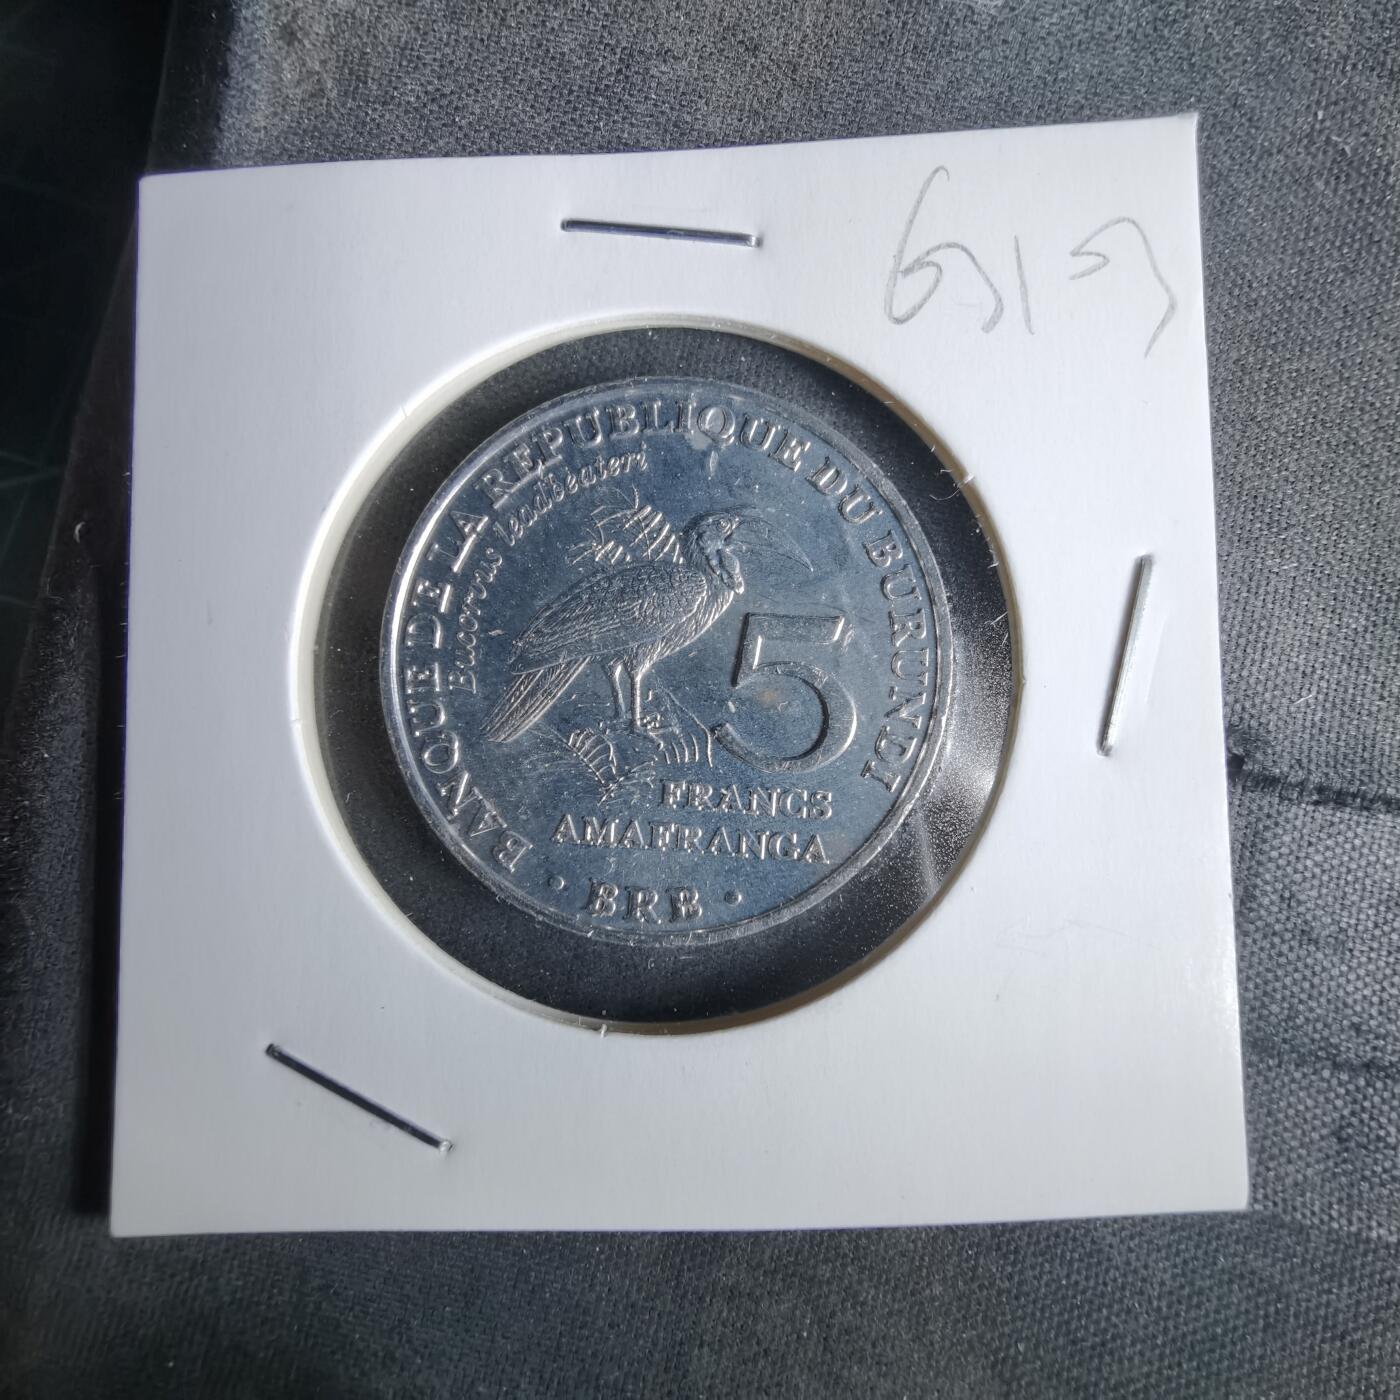 BANQUE DE LA REPUBLIQUE DU BURUNDI
Bucorvus leadbeateri
5
FRANCS
AMAFRANGA
· BRB ·